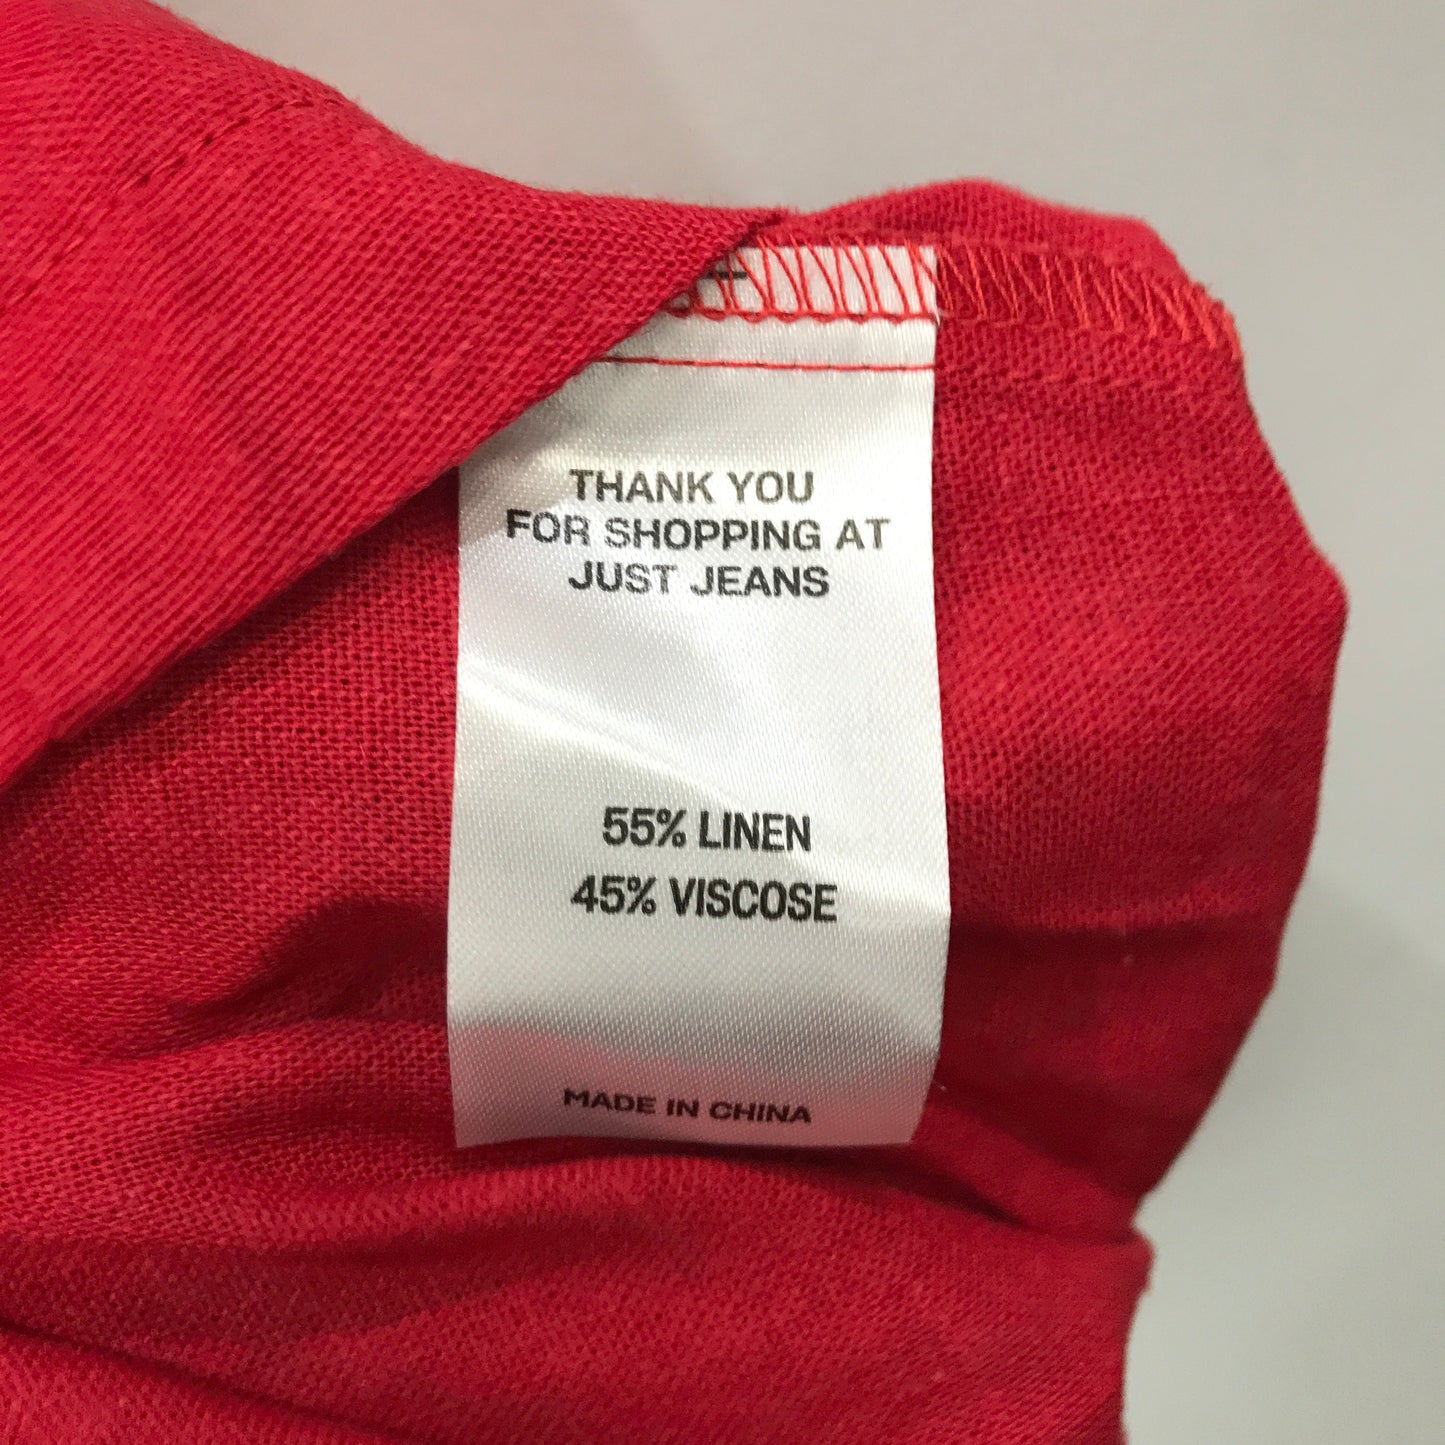 THANK YOU
FOR SHOPPING AT
JUST JEANS
55% LINEN
45% VISCOSE
MADE IN CHINA